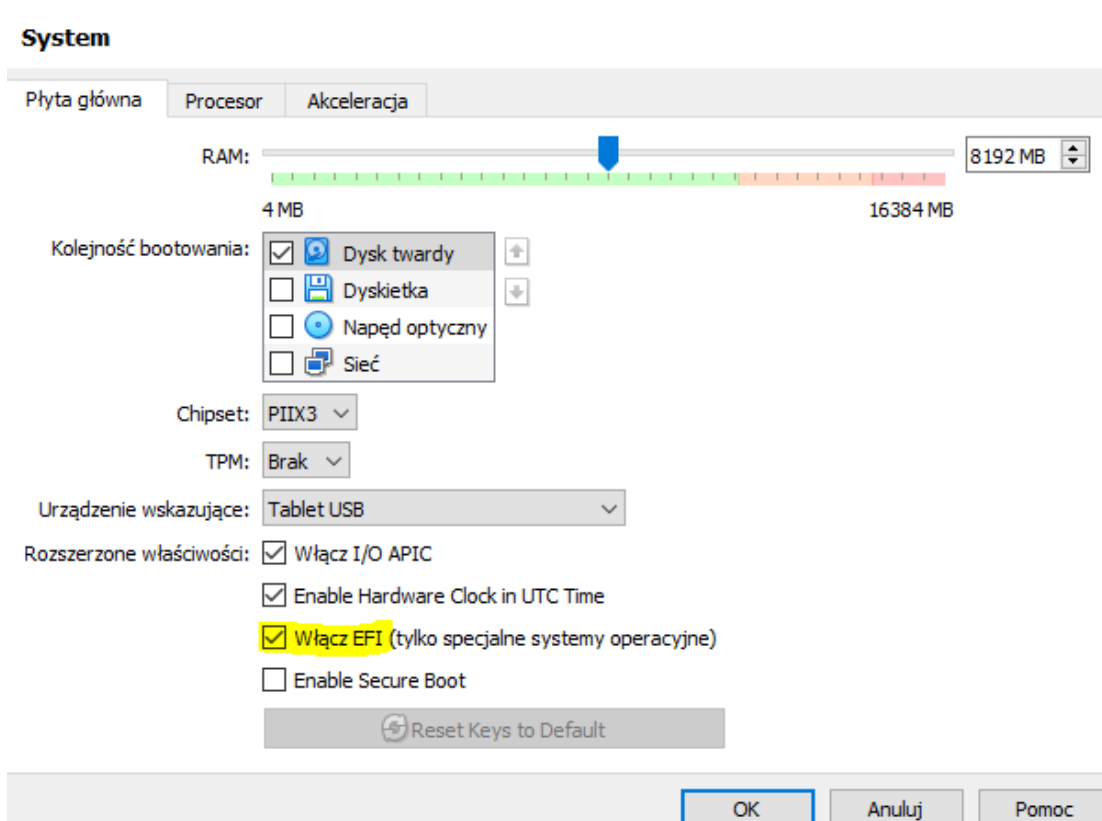 System
Płyta główna Procesor Akceleracja
RAM: 8192 MB
4 MB 16384 MB
Kolejność bootowania: Dysk twardy
Dyskietka
Napęd optyczny
Sieć
Chipset: PIIX3
TPM: Brak
Urządzenie wskazujące: Tablet USB
Rozszerzone właściwości: Włącz I/O APIC
Enable Hardware Clock in UTC Time
Włącz EFI (tylko specjalne systemy operacyjne)
Enable Secure Boot
Reset Keys to Default
OK Anuluj Pomoc